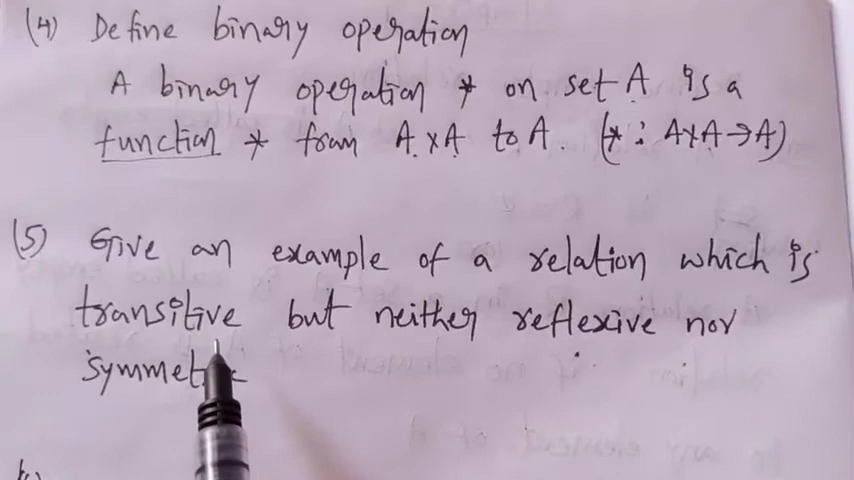 (4) Define binary operation
A binary operation * on set A is a
function * from A×A to A. (* : A×A→A)
(5) Give an example of a relation which is
transitive but neither reflexive nor